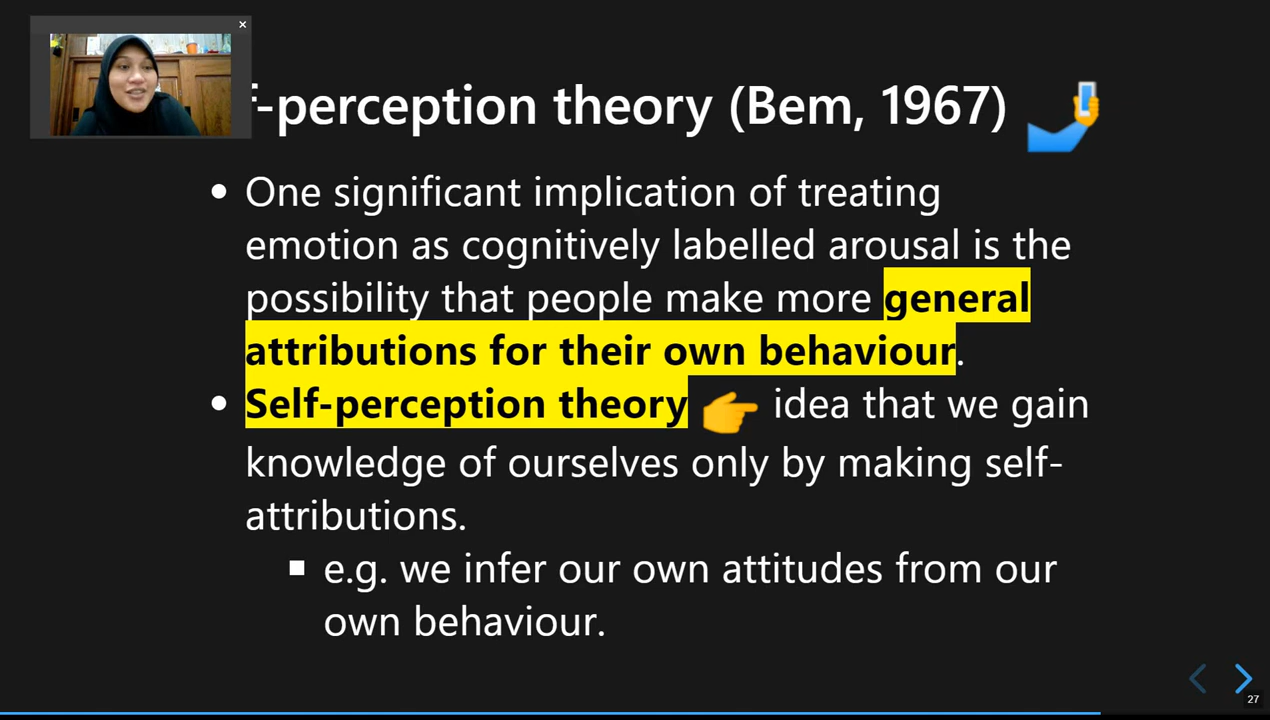 f-perception theory (Bem, 1967)
• One significant implication of treating
emotion as cognitively labelled arousal is the
possibility that people make more general
attributions for their own behaviour.
• Self-perception theory 👉 idea that we gain
knowledge of ourselves only by making self-
attributions.
▪ e.g. we infer our own attitudes from our
own behaviour.
27